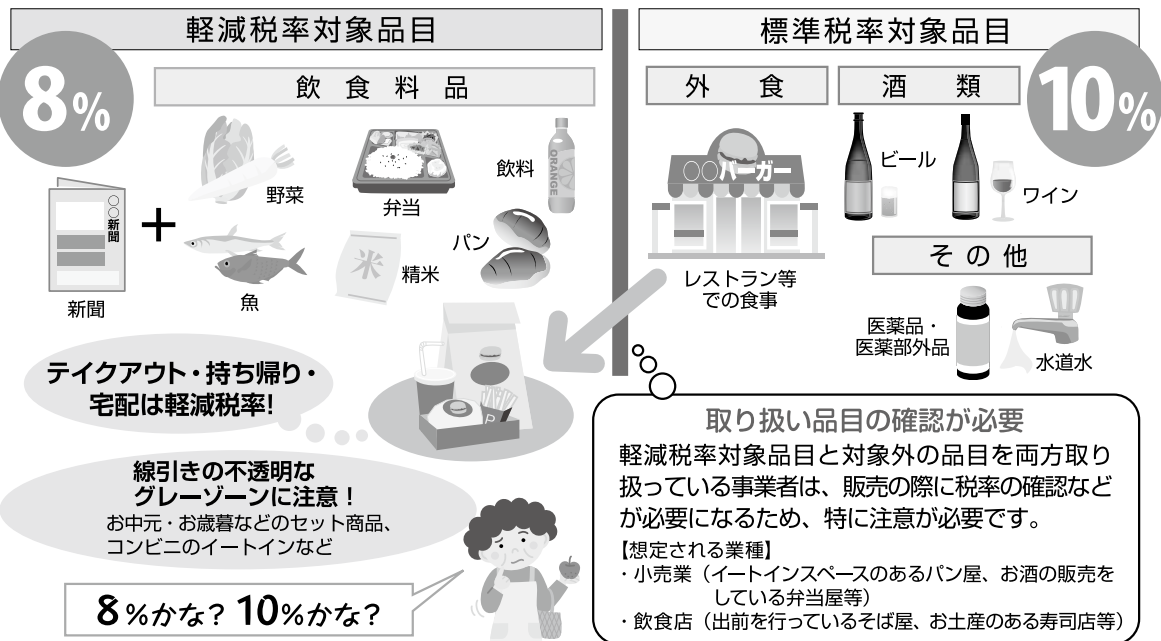 軽減税率対象品目
8%
飲食料品
野菜
弁当
飲料
ORANGE
○○新聞
+
新聞
魚
米
精米
パン
テイクアウト・持ち帰り・
宅配は軽減税率!
P
線引きの不透明な
グレーゾーンに注意！
お中元・お歳暮などのセット商品、
コンビニのイートインなど
8%かな？10%かな？
標準税率対象品目
10%
外食
○○バーガー
レストラン等
での食事
酒類
ビール
ワイン
その他
医薬品・
医薬部外品
水道水
取り扱い品目の確認が必要
軽減税率対象品目と対象外の品目を両方取り
扱っている事業者は、販売の際に税率の確認など
が必要になるため、特に注意が必要です。
【想定される業種】
・小売業（イートインスペースのあるパン屋、お酒の販売を
している弁当屋等）
・飲食店（出前を行っているそば屋、お土産のある寿司店等）